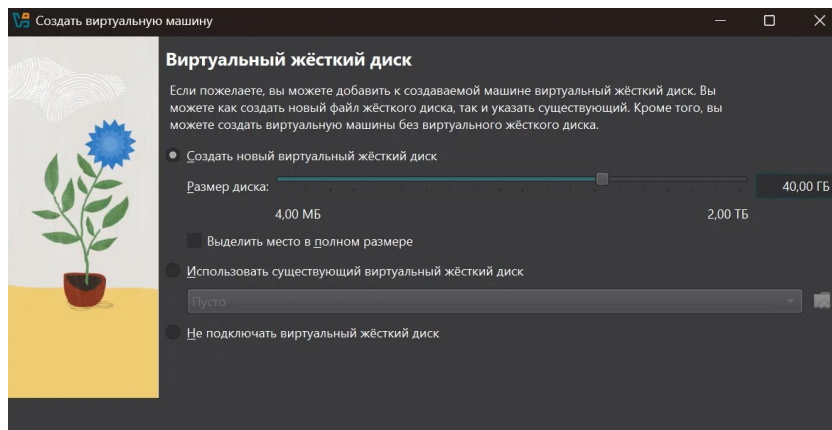 Создать виртуальную машину
Виртуальный жёсткий диск
Если пожелаете, вы можете добавить к создаваемой машине виртуальный жёсткий диск. Вы
можете как создать новый файл жёсткого диска, так и указать существующий. Кроме того, вы
можете создать виртуальную машины без виртуального жёсткого диска.
Создать новый виртуальный жёсткий диск
Размер диска: 40,00 ГБ
4,00 МБ 2,00 ТБ
Выделить место в полном размере
Использовать существующий виртуальный жёсткий диск
Пусто
Не подключать виртуальный жёсткий диск